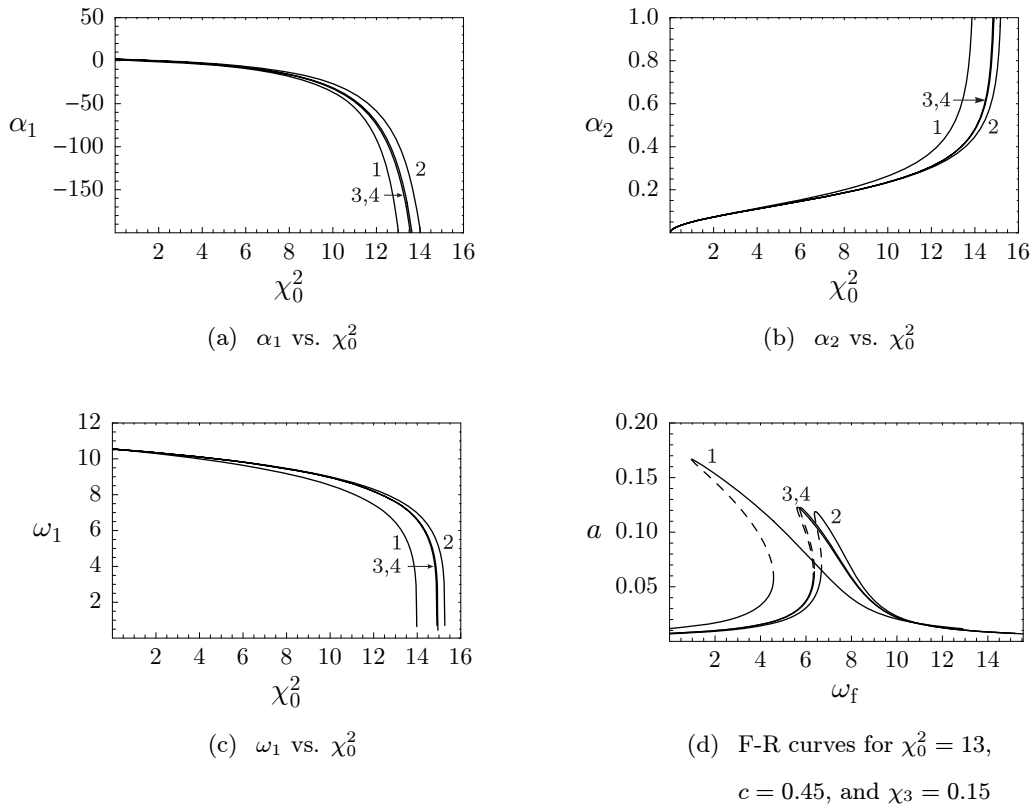 50
0
−50
−100
−150
α₁
1
2
3,4
2 4 6 8 10 12 14 16
χ₀²
(a) α₁ vs. χ₀²
1.0
0.8
0.6
0.4
0.2
α₂
3,4
1
2
2 4 6 8 10 12 14 16
χ₀²
(b) α₂ vs. χ₀²
12
10
8
6
4
2
ω₁
1
2
3,4
2 4 6 8 10 12 14 16
χ₀²
(c) ω₁ vs. χ₀²
0.20
0.15
0.10
0.05
a
1
3,4
2
2 4 6 8 10 12 14
ω_f
(d) F-R curves for χ₀² = 13,
c = 0.45, and χ₃ = 0.15